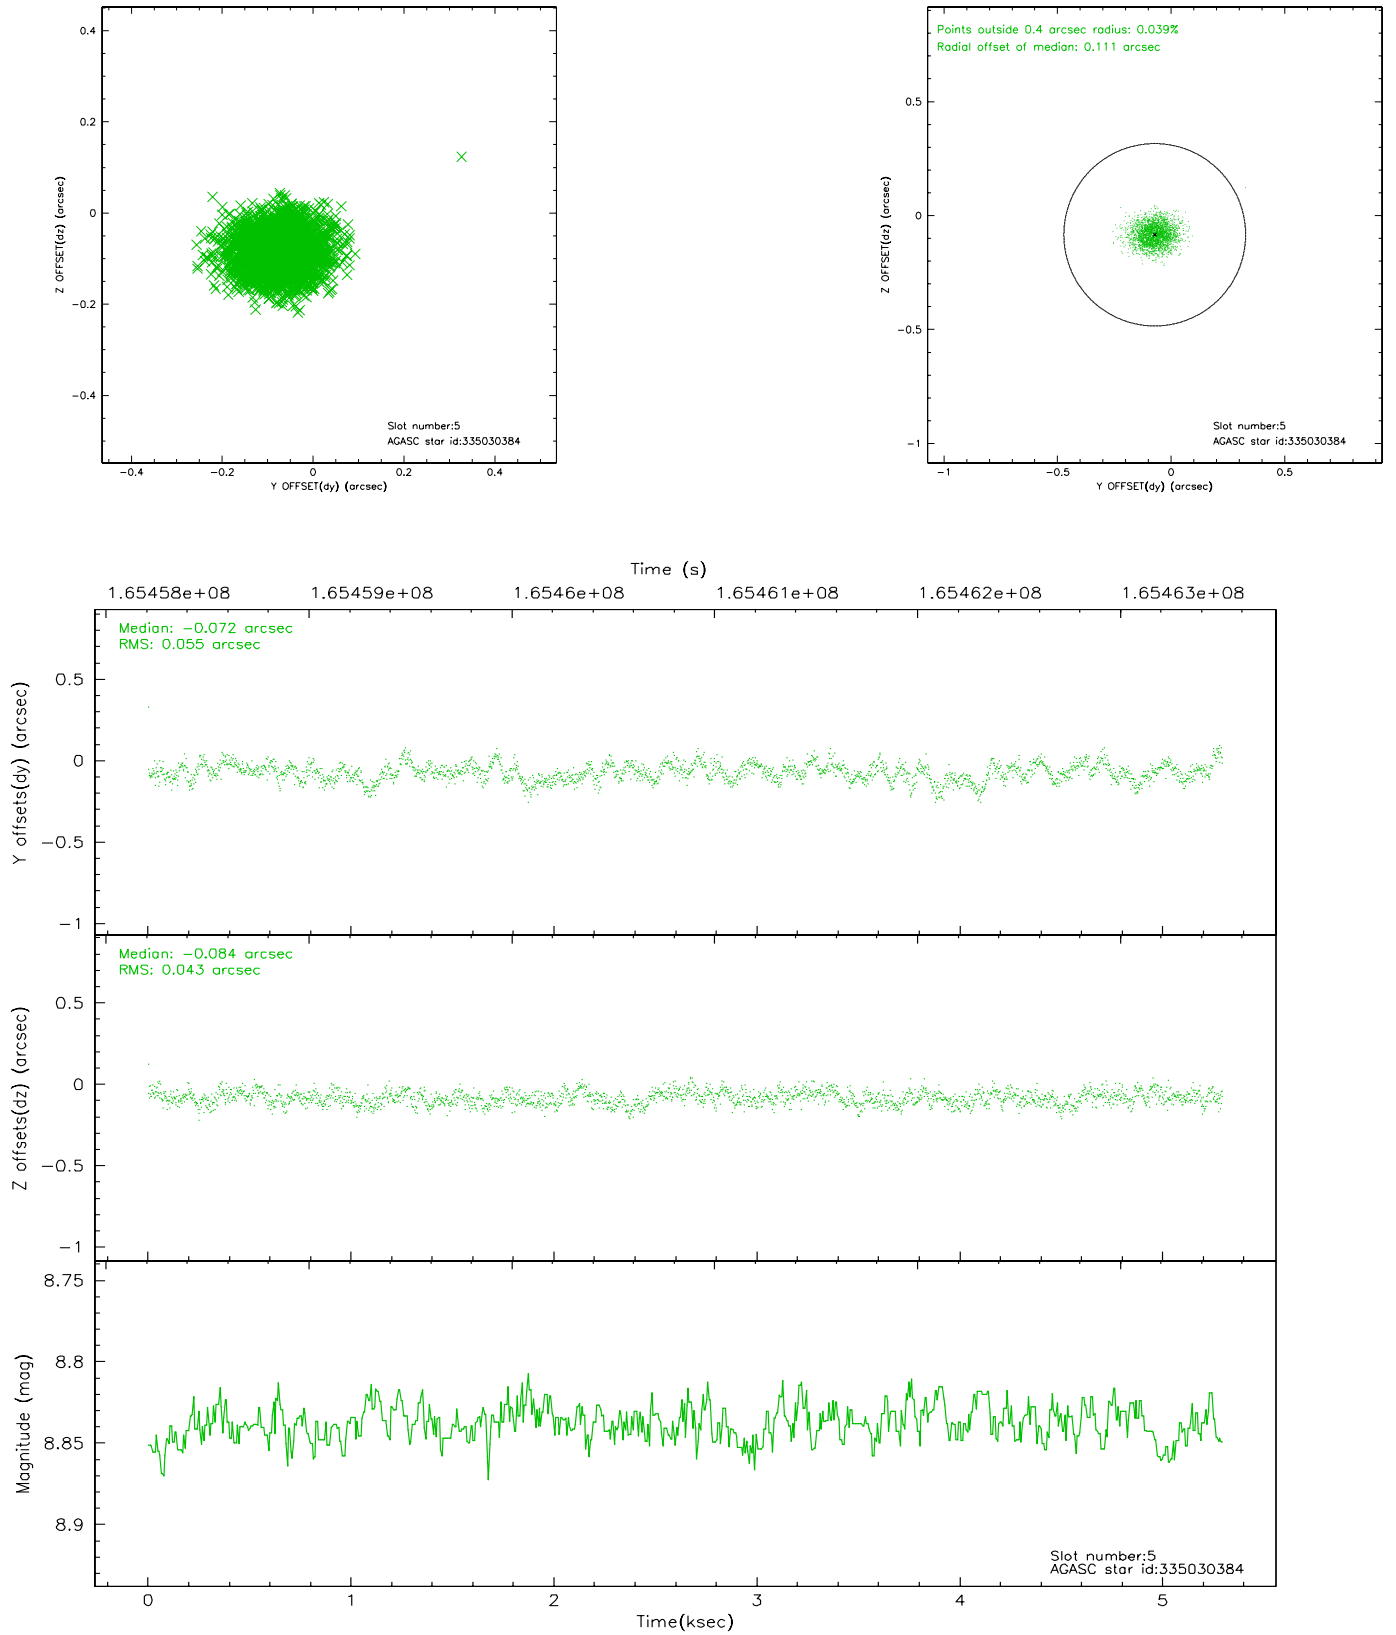 0.4
0.2
0
-0.2
-0.4
Z OFFSET(dz) (arcsec)
Slot number:5
AGASC star id:335030384
-0.4 -0.2 0 0.2 0.4
Y OFFSET(dy) (arcsec)
Points outside 0.4 arcsec radius: 0.039%
Radial offset of median: 0.111 arcsec
0.5
0
-0.5
-1
Z OFFSET(dz) (arcsec)
Slot number:5
AGASC star id:335030384
-1 -0.5 0 0.5
Y OFFSET(dy) (arcsec)
Time (s)
1.65458e+08 1.65459e+08 1.6546e+08 1.65461e+08 1.65462e+08 1.65463e+08
Median: -0.072 arcsec
RMS: 0.055 arcsec
0.5
0
-0.5
-1
Y offsets(dy) (arcsec)
Median: -0.084 arcsec
RMS: 0.043 arcsec
0.5
0
-0.5
-1
Z offsets(dz) (arcsec)
8.75
8.8
8.85
8.9
Magnitude (mag)
Slot number:5
AGASC star id:335030384
0 1 2 3 4 5
Time(ksec)